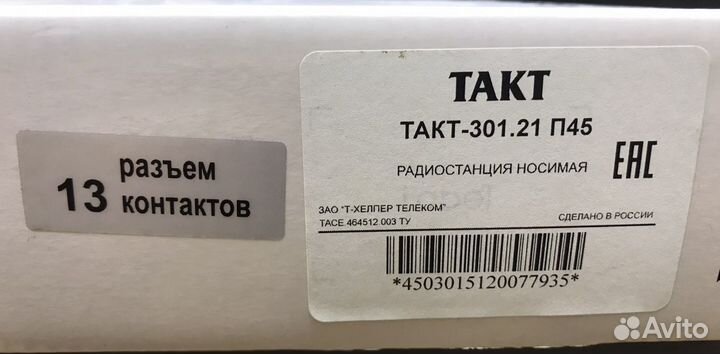 13 разъем
контактов
ТАКТ
ТАКТ-301.21 П45
РАДИОСТАНЦИЯ НОСИМАЯ
ЕАС
ЗАО "Т-ХЕЛПЕР ТЕЛЕКОМ"
ТАСЕ.464512.003 ТУ
СДЕЛАНО В РОССИИ
*4503015120077935*
Avito